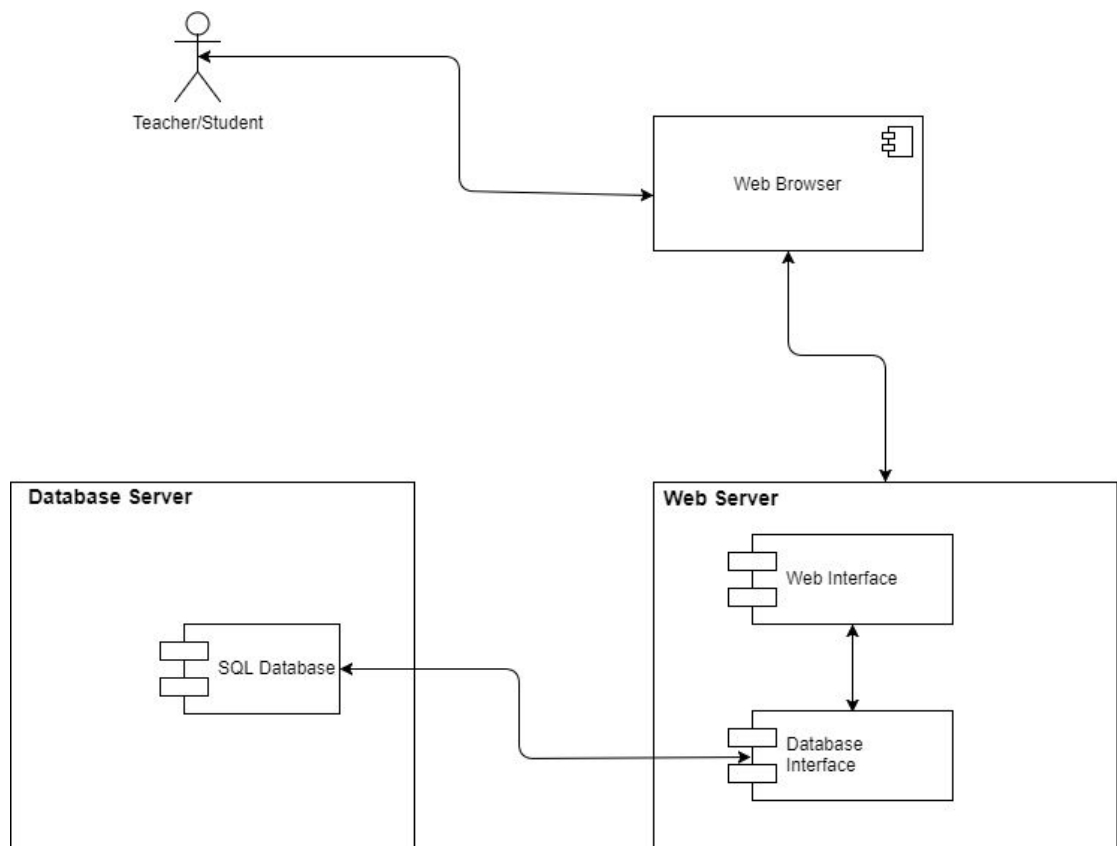 Teacher/Student
Web Browser
Database Server
Web Server
Web Interface
SQL Database
Database
Interface